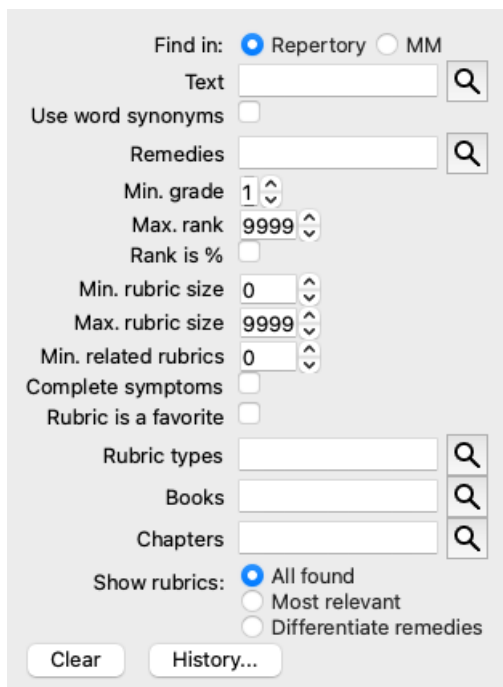 Find in: Repertory MM
Text
Use word synonyms
Remedies
Min. grade 1
Max. rank 9999
Rank is %
Min. rubric size 0
Max. rubric size 9999
Min. related rubrics 0
Complete symptoms
Rubric is a favorite
Rubric types
Books
Chapters
Show rubrics: All found
Most relevant
Differentiate remedies
Clear History...